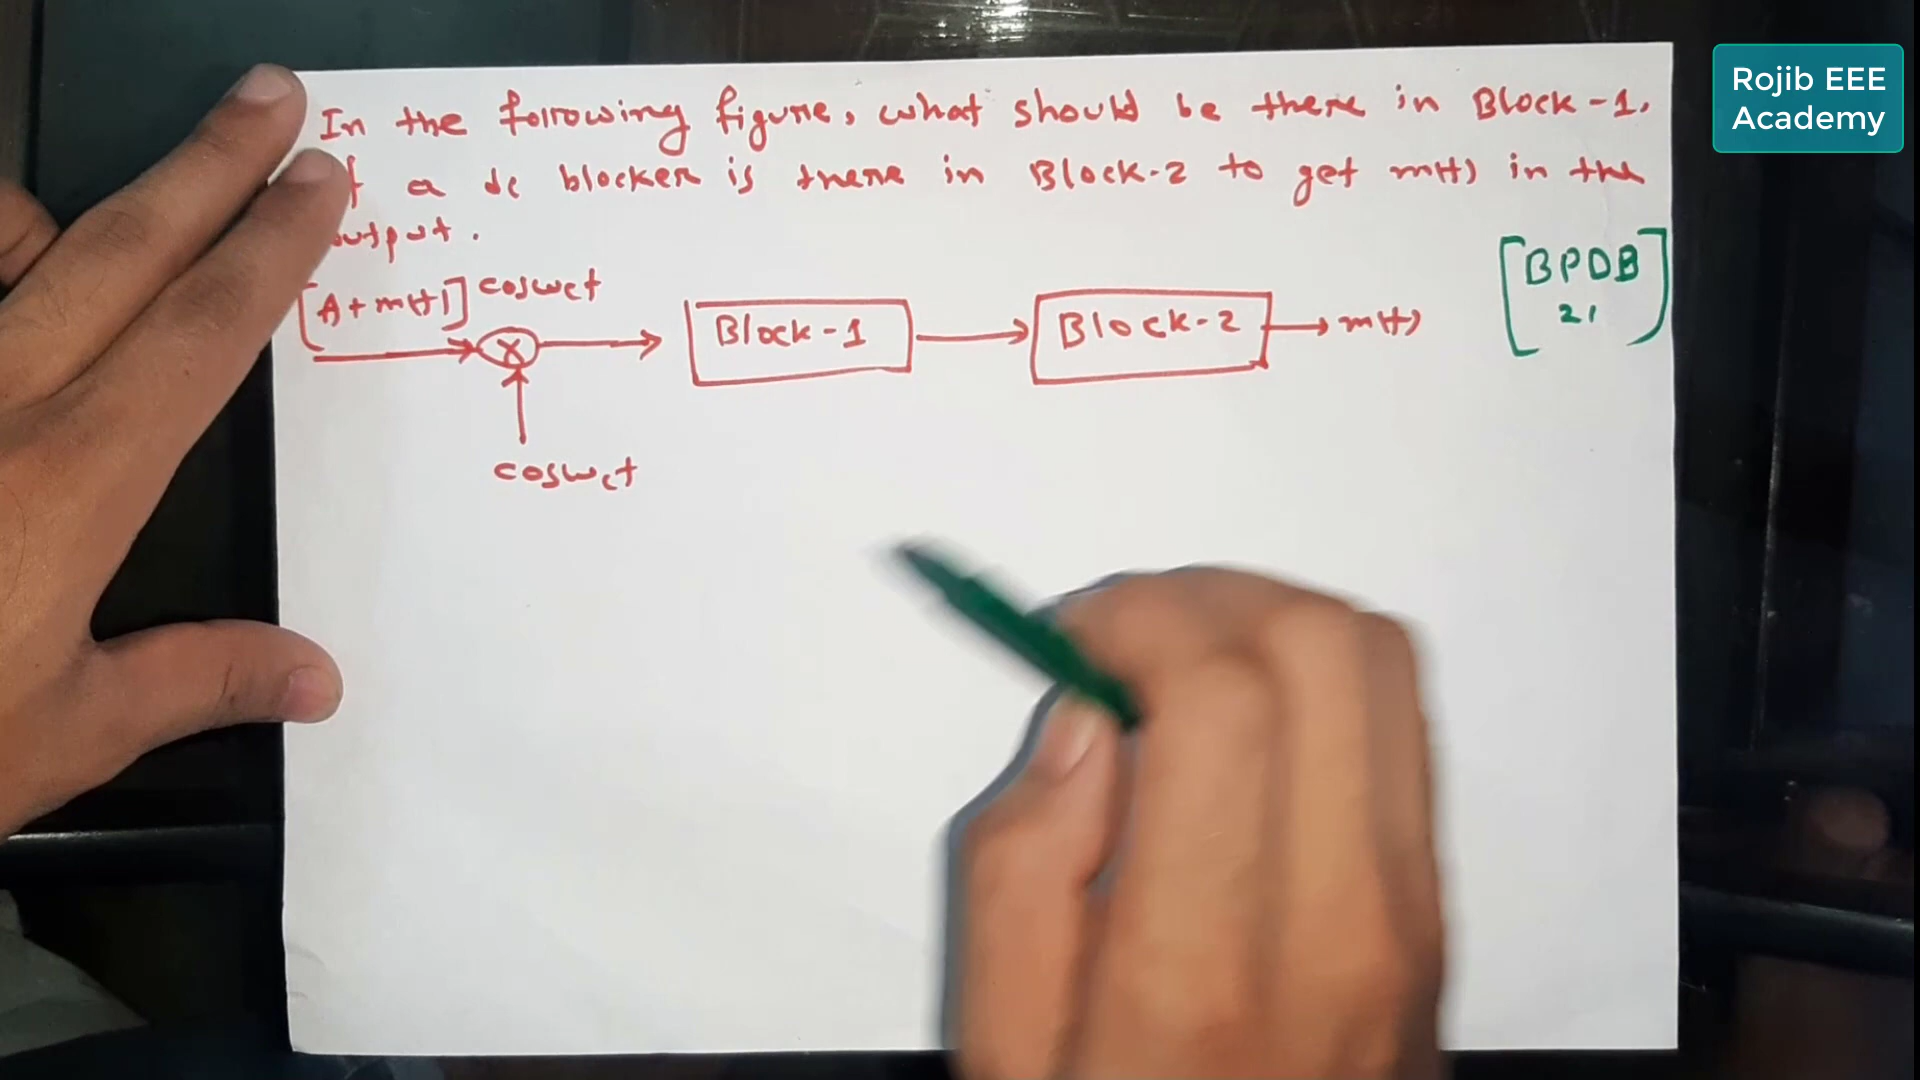 Rojib EEE
Academy
In the following figure, what should be there in Block-1.
a dc blocker is there in Block-2 to get m(t) in the
output.
[A+m(t)] cosωct
X
Block-1
Block-2
m(t)
[BPDB
21]
cosωct